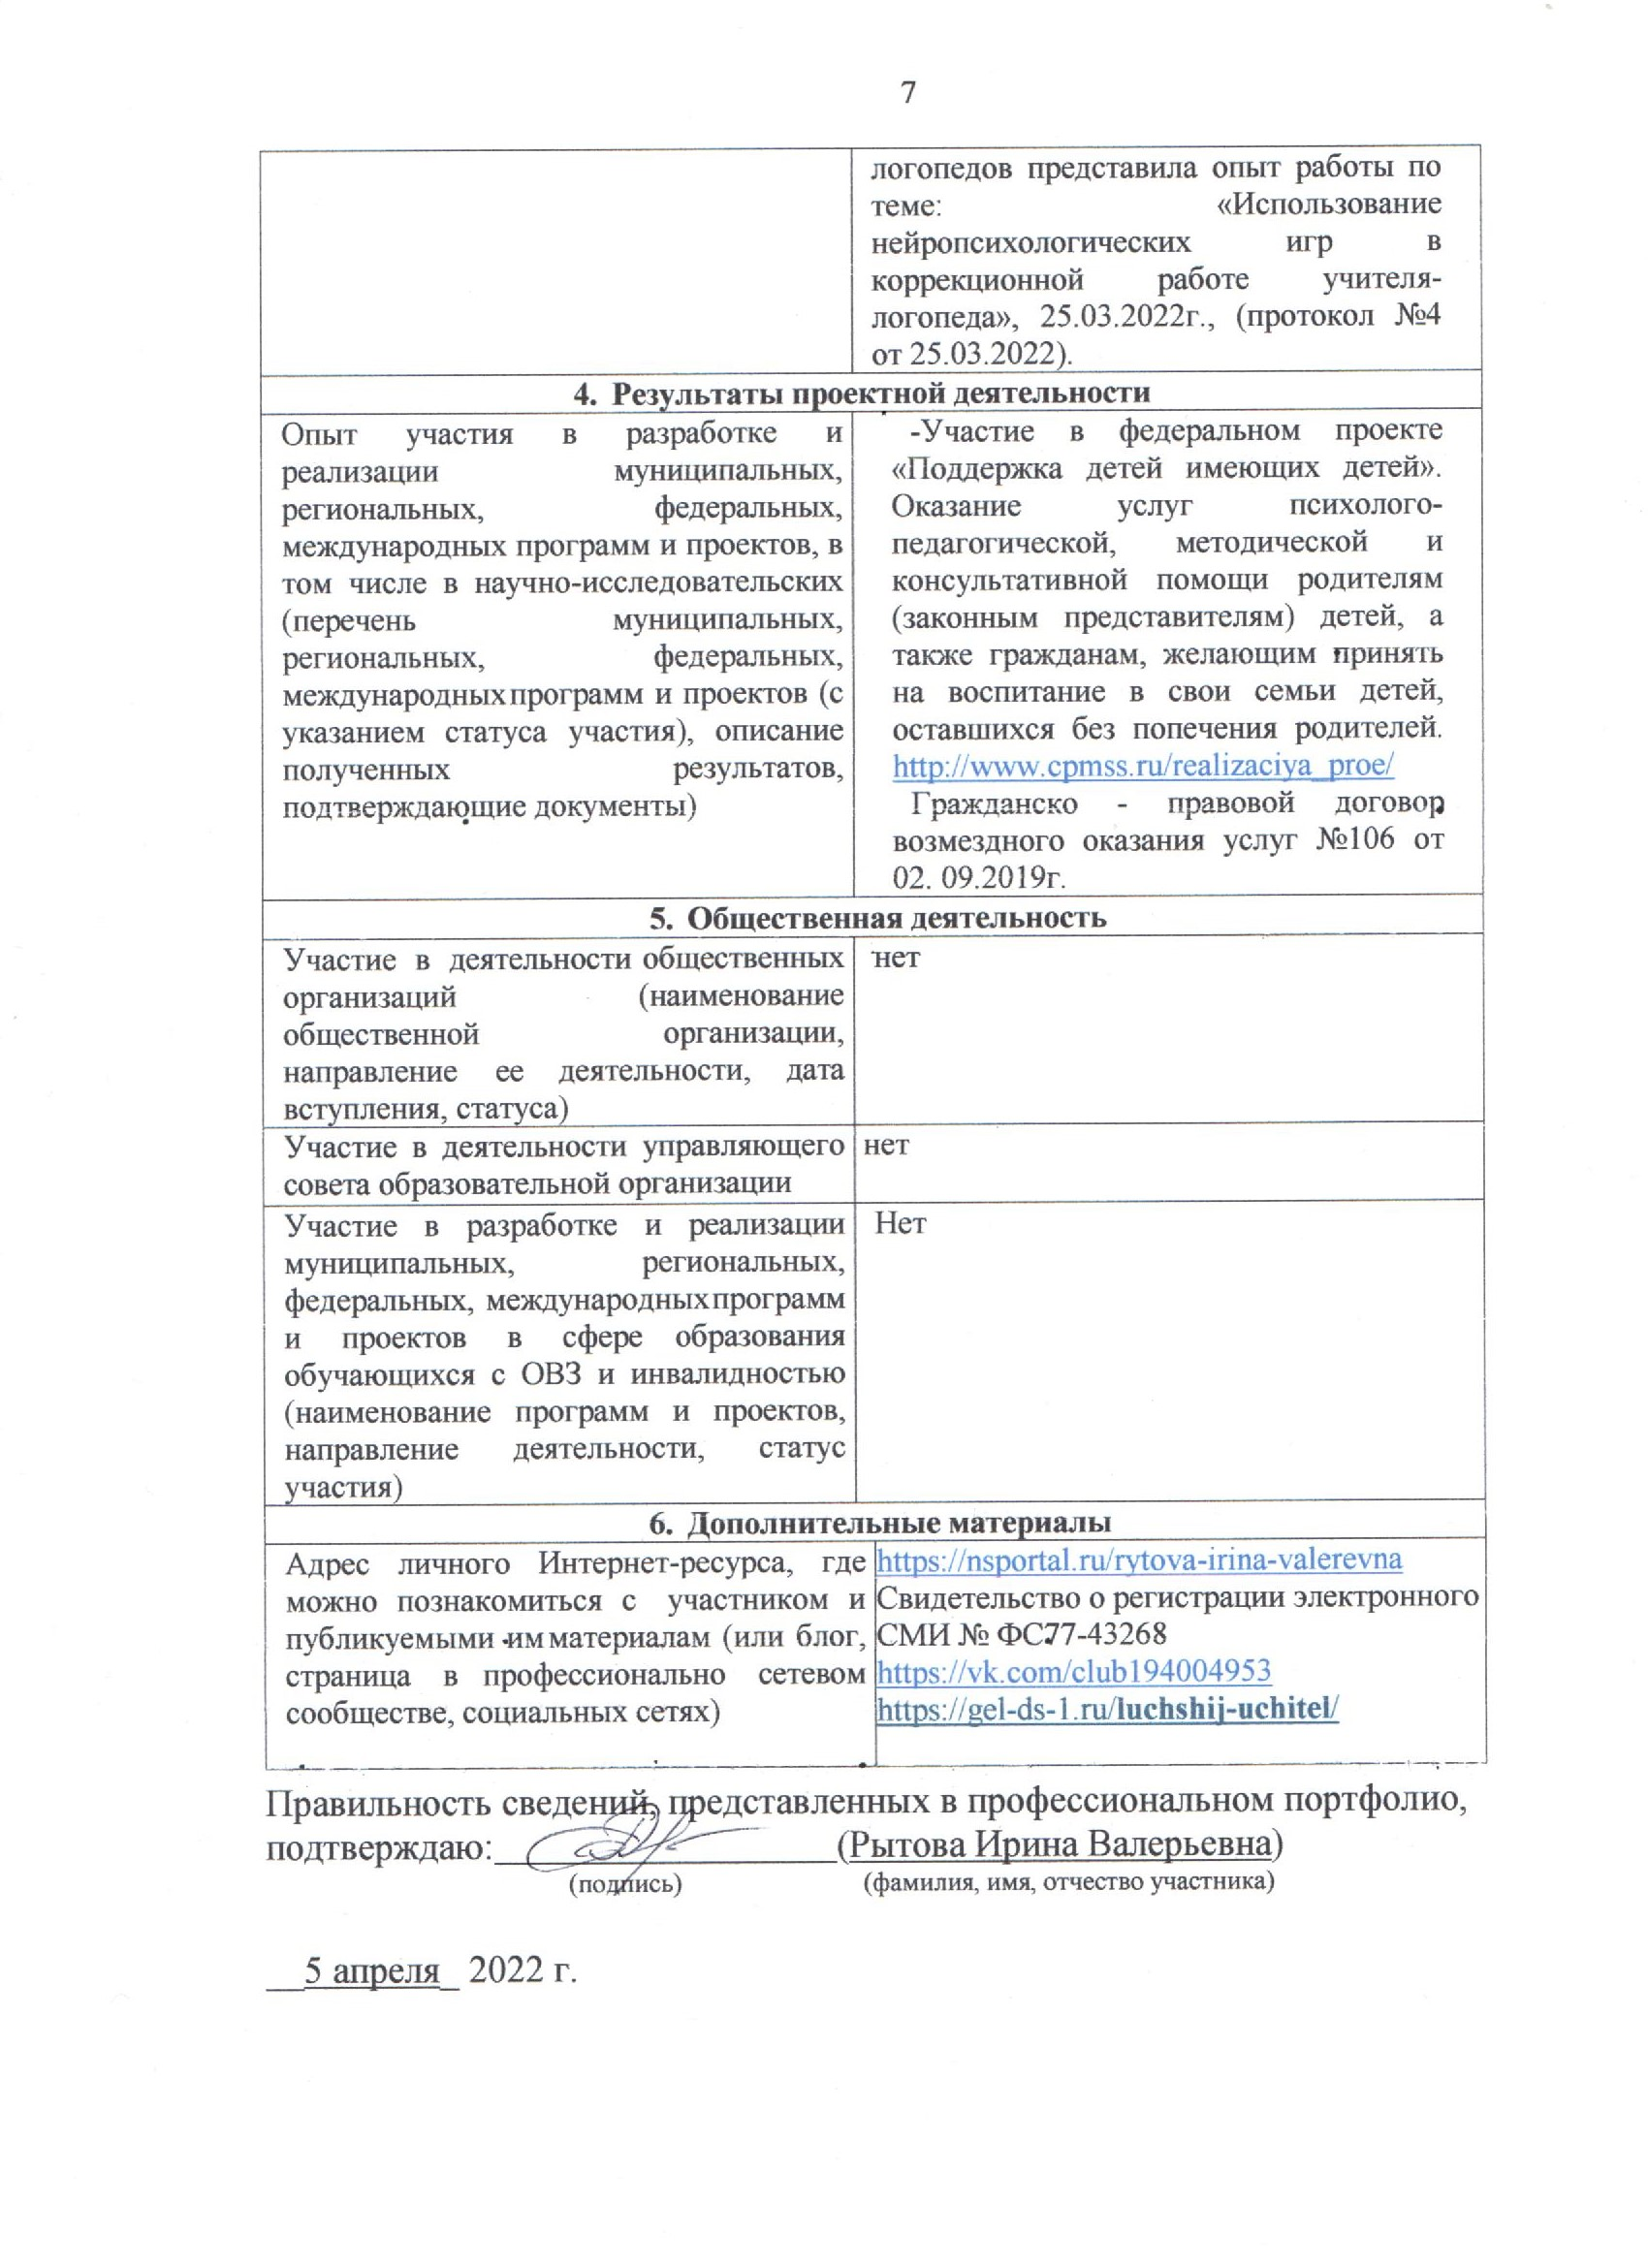 7
логопедов представила опыт работы по
теме: «Использование
нейропсихологических игр в
коррекционной работе учителя-
логопеда», 25.03.2022г., (протокол №4
от 25.03.2022).
4. Результаты проектной деятельности
Опыт участия в разработке и
реализации муниципальных,
региональных, федеральных,
международных программ и проектов, в
том числе в научно-исследовательских
(перечень муниципальных,
региональных, федеральных,
международныхпрограмм и проектов (с
указанием статуса участия), описание
полученных результатов,
подтверждающие документы)
-Участие в федеральном проекте
«Поддержка детей имеющих детей».
Оказание услуг психолого-
педагогической, методической и
консультативной помощи родителям
(законным представителям) детей, а
также гражданам, желающим принять
на воспитание в свои семьи детей,
оставшихся без попечения родителей.
http://www.cpmss.ru/realizaciya_proe/
Гражданско - правовой договор
возмездного оказания услуг №106 от
02. 09.2019г.
5. Общественная деятельность
Участие в деятельности общественных
организаций (наименование
общественной организации,
направление ее деятельности, дата
вступления, статуса)
нет
Участие в деятельности управляющего
совета образовательной организации
нет
Участие в разработке и реализации
муниципальных, региональных,
федеральных, международныхпрограмм
и проектов в сфере образования
обучающихся с ОВЗ и инвалидностью
(наименование программ и проектов,
направление деятельности, статус
участия)
Нет
6. Дополнительные материалы
Адрес личного Интернет-ресурса, где
можно познакомиться с участником и
публикуемыми им материалам (или блог,
страница в профессионально сетевом
сообществе, социальных сетях)
https://nsportal.ru/rytova-irina-valerevna
Свидетельство о регистрации электронного
СМИ № ФС77-43268
https://vk.com/club194004953
https://gel-ds-1.ru/luchshij-uchitel/
Правильность сведений, представленных в профессиональном портфолио,
подтверждаю: (Рытова Ирина Валерьевна)
(подпись) (фамилия, имя, отчество участника)
__5 апреля_ 2022 г.